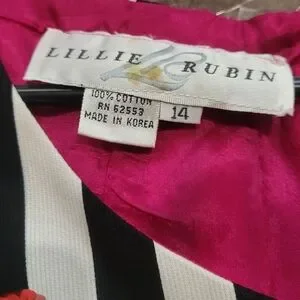 LILLIE RUBIN
100% COTTON
RN 62553
MADE IN KOREA
14